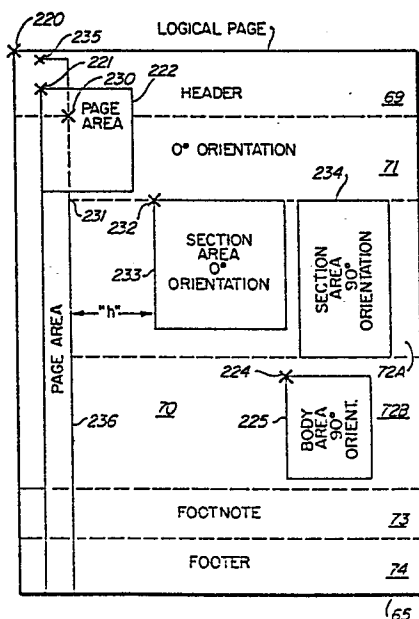 220
LOGICAL PAGE
235
221
230
222
HEADER
69
PAGE
AREA
0° ORIENTATION
71
234
231
232
SECTION
AREA
0°
ORIENTATION
233
SECTION
AREA
90°
ORIENTATION
"h"
PAGE AREA
72A
224
236
70
225
BODY
AREA
90°
ORIENT.
72B
FOOTNOTE
73
FOOTER
74
65